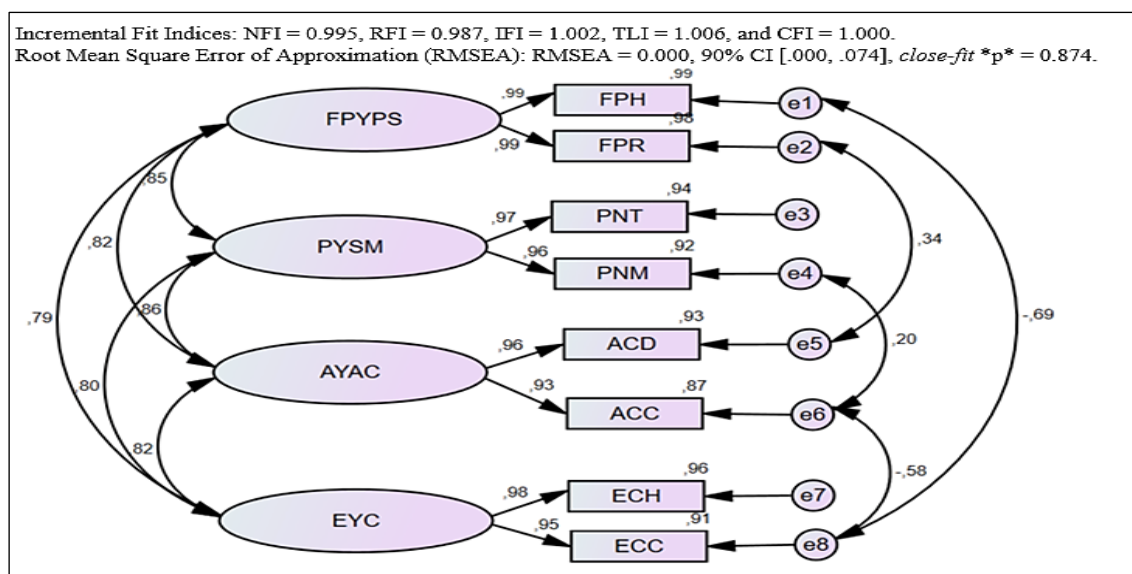 Incremental Fit Indices: NFI = 0.995, RFI = 0.987, IFI = 1.002, TLI = 1.006, and CFI = 1.000.
Root Mean Square Error of Approximation (RMSEA): RMSEA = 0.000, 90% CI [.000, .074], close-fit *p* = 0.874.
,99
FPYPS ,99 FPH e1
,98
,99 FPR e2
,85
,94
,97 PNT e3
,82 PYSM ,92 ,34
,96 PNM e4
,79 ,86 ,93 -,69
,96 ACD e5 ,20
AYAC ,87
,80 ,93 ACC e6
,82 ,96 -,58
,98 ECH e7
EYC ,91
,95 ECC e8